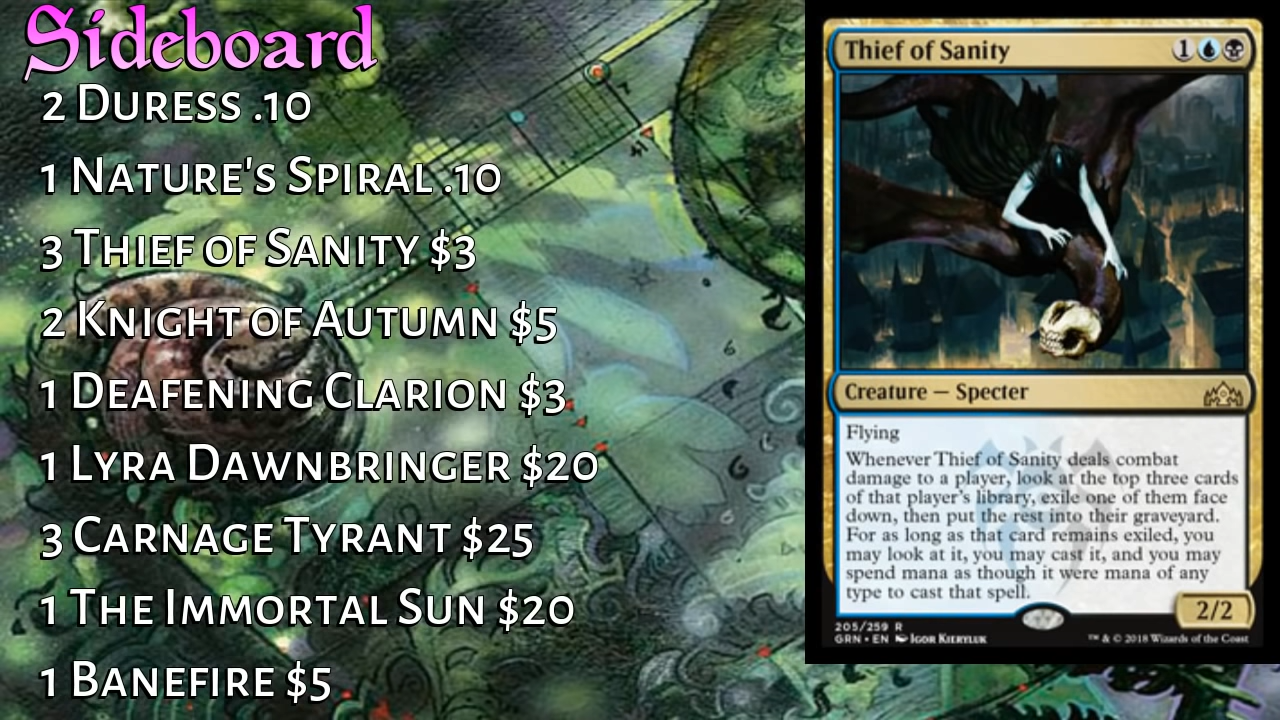 Sideboard
2 Duress .10
1 Nature's Spiral .10
3 Thief of Sanity $3
2 Knight of Autumn $5
1 Deafening Clarion $3
1 Lyra Dawnbringer $20
3 Carnage Tyrant $25
1 The Immortal Sun $20
1 Banefire $5
Thief of Sanity 1
Creature — Specter
Flying
Whenever Thief of Sanity deals combat
damage to a player, look at the top three cards
of that player's library, exile one of them face
down, then put the rest into their graveyard.
For as long as that card remains exiled, you
may look at it, you may cast it, and you may
spend mana as though it were mana of any
type to cast that spell.
2/2
205/259 R
GRN • EN Igor Kieryluk
™ & © 2018 Wizards of the Coast